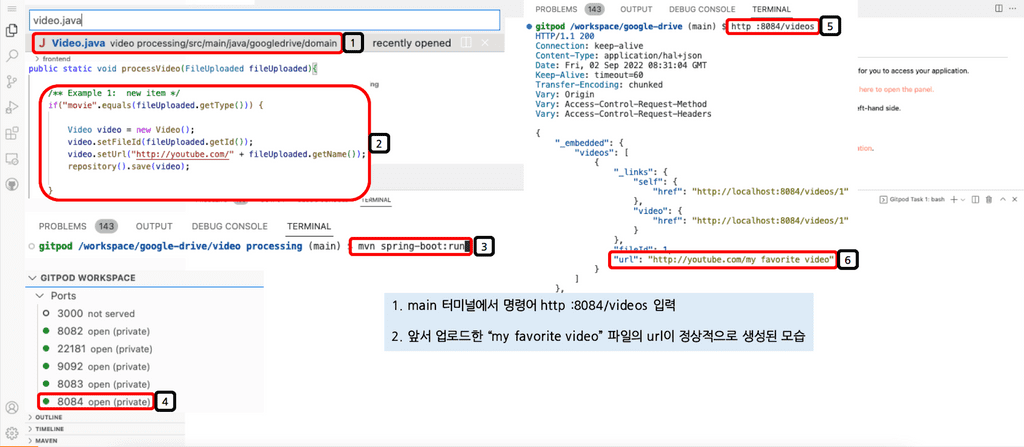 video.java
J Video.java video processing/src/main/java/googledrive/domain 1 recently opened
> frontend
public static void processVideo(FileUploaded fileUploaded){
ng
/** Example 1:  new item */
if("movie".equals(fileUploaded.getType())) {
Video video = new Video();
video.setFileId(fileUploaded.getId());
video.setUrl("http://youtube.com/" + fileUploaded.getName());
repository().save(video);
}
2
TERMINAL
PROBLEMS 143 OUTPUT DEBUG CONSOLE TERMINAL
gitpod /workspace/google-drive/video processing (main) $ mvn spring-boot:run 3
GITPOD WORKSPACE
Ports
3000 not served
8082 open (private)
22181 open (private)
9092 open (private)
8083 open (private)
8084 open (private) 4
> OUTLINE
> TIMELINE
> MAVEN
PROBLEMS 143 OUTPUT DEBUG CONSOLE TERMINAL
gitpod /workspace/google-drive (main) $ http :8084/videos 5
HTTP/1.1 200
Connection: keep-alive
Content-Type: application/hal+json
Date: Fri, 02 Sep 2022 08:31:04 GMT
Keep-Alive: timeout=60
Transfer-Encoding: chunked
Vary: Origin
Vary: Access-Control-Request-Method
Vary: Access-Control-Request-Headers
{
"_embedded": {
"videos": [
{
"_links": {
"self": {
"href": "http://localhost:8084/videos/1"
},
"video": {
"href": "http://localhost:8084/videos/1"
}
},
"fileId": 1
"url": "http://youtube.com/my favorite video" 6
}
]
},
for you to access your application.
here to open the panel.
eft-hand side.
ation.
Gitpod Task 1: bash
1. main 터미널에서 명령어 http :8084/videos 입력
2. 앞서 업로드한 “my favorite video” 파일의 url이 정상적으로 생성된 모습